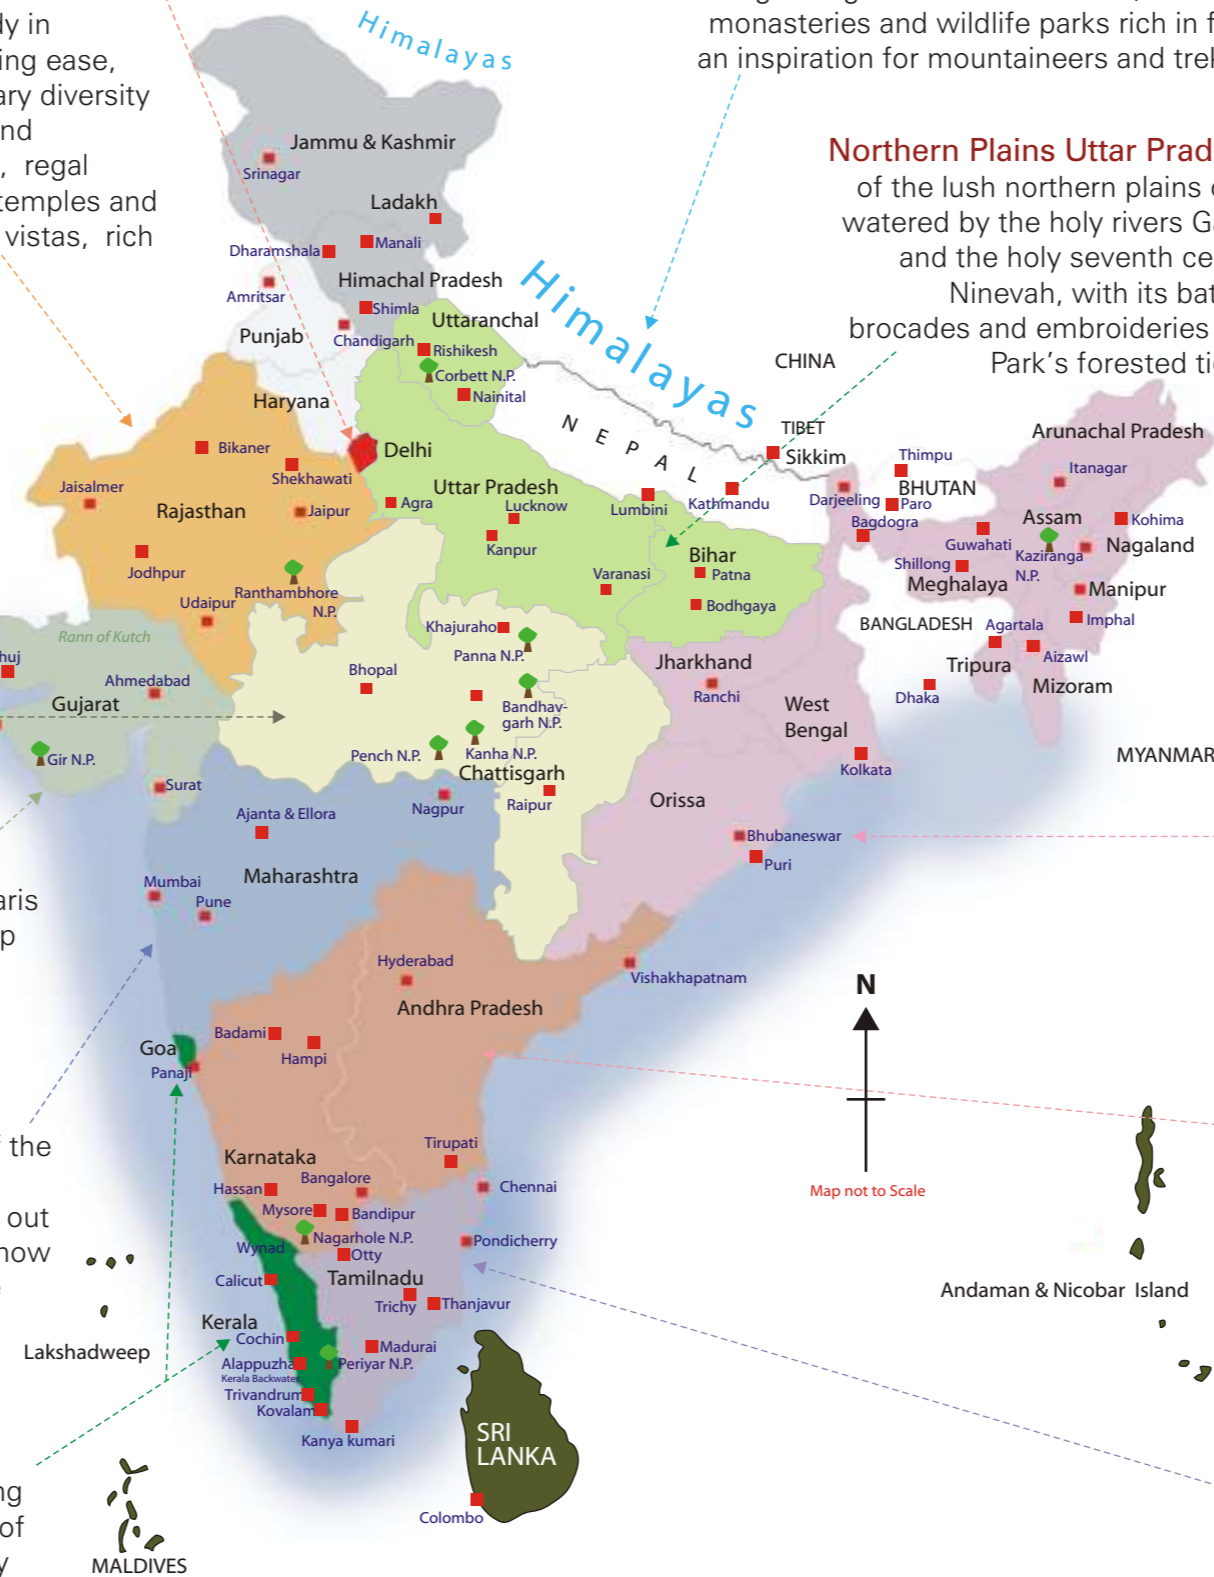 Himalayas
dy in
ing ease,
ary diversity
nd
, regal
temples and
vistas, rich
monasteries and wildlife parks rich in f
an inspiration for mountaineers and trek
Northern Plains Uttar Prad
of the lush northern plains
watered by the holy rivers Ga
and the holy seventh ce
Ninevah, with its bat
brocades and embroideries
Park's forested tig
Jammu & Kashmir
Srinagar
Ladakh
Manali
Dharamshala
Himachal Pradesh
Amritsar
Shimla
Punjab
Chandigarh
Uttaranchal
Rishikesh
Corbett N.P.
Nainital
Himalayas
CHINA
Haryana
Delhi
NEPAL
TIBET
Sikkim
Arunachal Pradesh
Bikaner
Shekhawati
Jaisalmer
Rajasthan
Jaipur
Agra
Uttar Pradesh
Lucknow
Kanpur
Lumbini
Kathmandu
Thimpu
BHUTAN
Darjeeling
Paro
Bagdogra
Itanagar
Assam
Kohima
Guwahati
Kaziranga
N.P.
Nagaland
Shillong
Meghalaya
Manipur
Jodhpur
Ranthambhore
N.P.
Udaipur
Varanasi
Bihar
Patna
Bodhgaya
BANGLADESH
Agartala
Imphal
Aizawl
Tripura
Mizoram
Rann of Kutch
huj
Ahmedabad
Gujarat
Khajuraho
Panna N.P.
Bhopal
Bandhav-
garh N.P.
Jharkhand
Ranchi
West
Bengal
Dhaka
MYANMAR
Gir N.P.
Surat
Pench N.P.
Kanha N.P.
Chattisgarh
Raipur
Nagpur
Kolkata
Orissa
Ajanta & Ellora
Bhubaneswar
Puri
Maharashtra
Mumbai
Pune
aris
p
Hyderabad
Vishakhapatnam
Andhra Pradesh
N
Badami
Hampi
Goa
Panaji
Tirupati
Karnataka
Hassan
Bangalore
Chennai
Map not to Scale
f the
out
now
Mysore
Bandipur
Nagarhole N.P.
Wynad
Otty
Pondicherry
Calicut
Tamilnadu
Trichy
Thanjavur
Andaman & Nicobar Island
Kerala
Cochin
Lakshadweep
Alappuzha
Kerala Backwater
Periyar N.P.
Madurai
Trivandrum
Kovalam
Kanya kumari
SRI
LANKA
Colombo
ng
of
y
MALDIVES